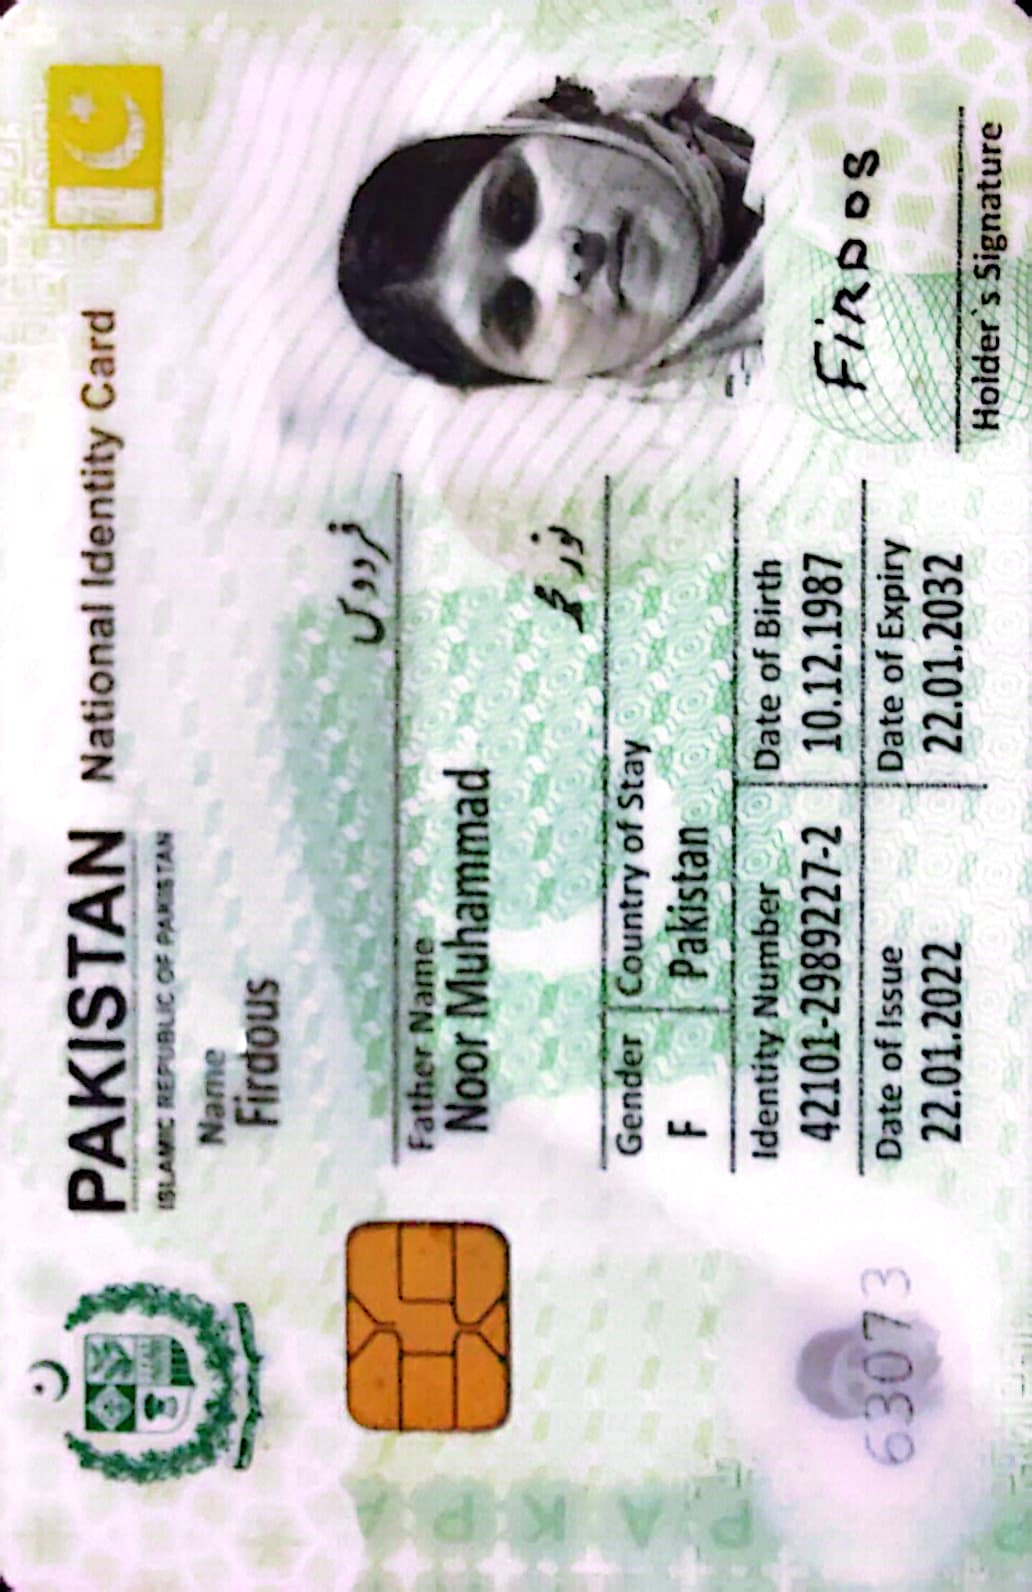 PAKISTAN National Identity Card
ISLAMIC REPUBLIC OF PAKISTAN
Name
Firdous
فردوس
Father Name
Noor Muhammad
نور محمد
Gender
Country of Stay
F
Pakistan
Identity Number
Date of Birth
42101-2989227-2
10.12.1987
Date of Issue
Date of Expiry
22.01.2022
22.01.2032
FIRDOS
Holder`s Signature
630773
PAKPA